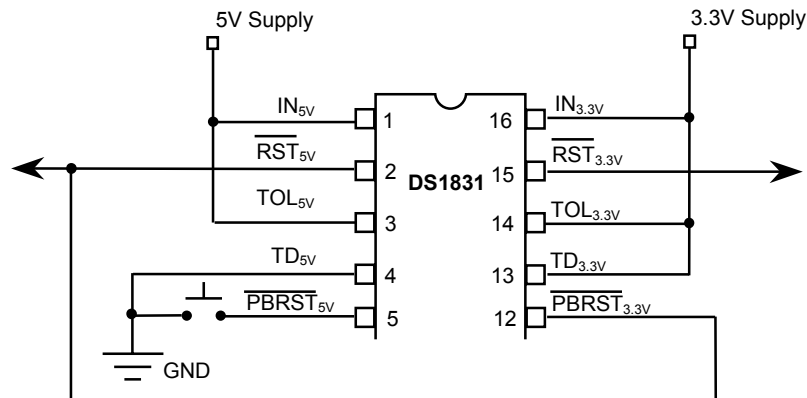 5V Supply
3.3V Supply
IN5V
1
16
IN3.3V
RST5V
2
DS1831
15
RST3.3V
TOL5V
3
14
TOL3.3V
TD5V
4
13
TD3.3V
PBRST5V
5
12
PBRST3.3V
GND